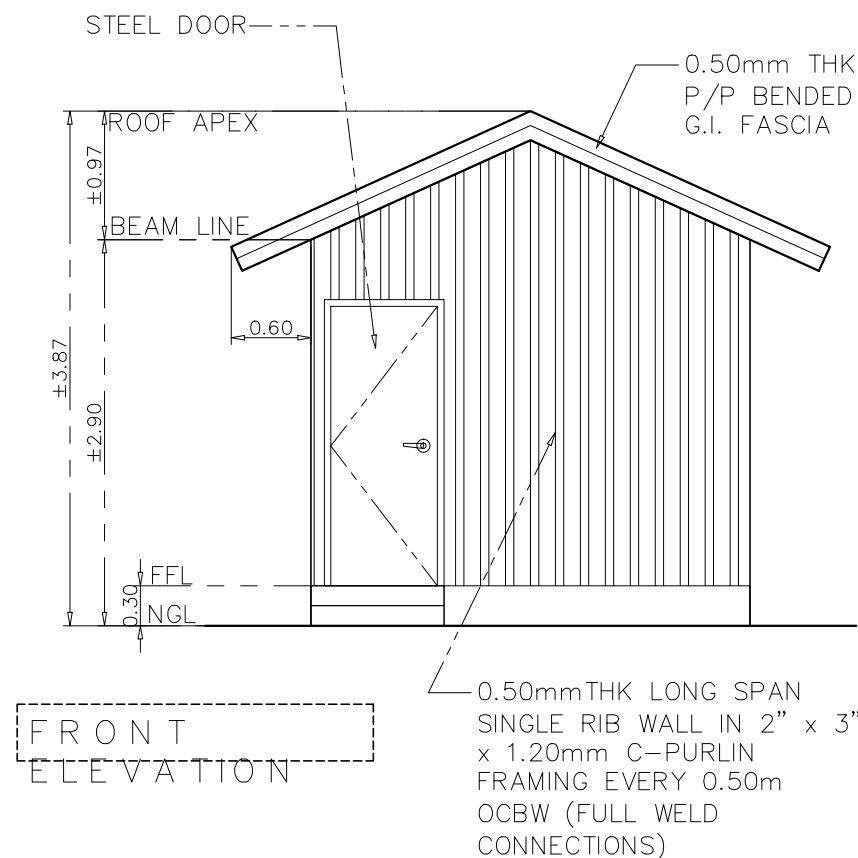 STEEL DOOR
0.50mm THK
P/P BENDED
G.I. FASCIA
ROOF APEX
±0.97
BEAM LINE
0.60
±3.87
±2.90
FFL
0.30
NGL
0.50mmTHK LONG SPAN
SINGLE RIB WALL IN 2” x 3”
x 1.20mm C-PURLIN
FRAMING EVERY 0.50m
OCBW (FULL WELD
CONNECTIONS)
FRONT
ELEVATION